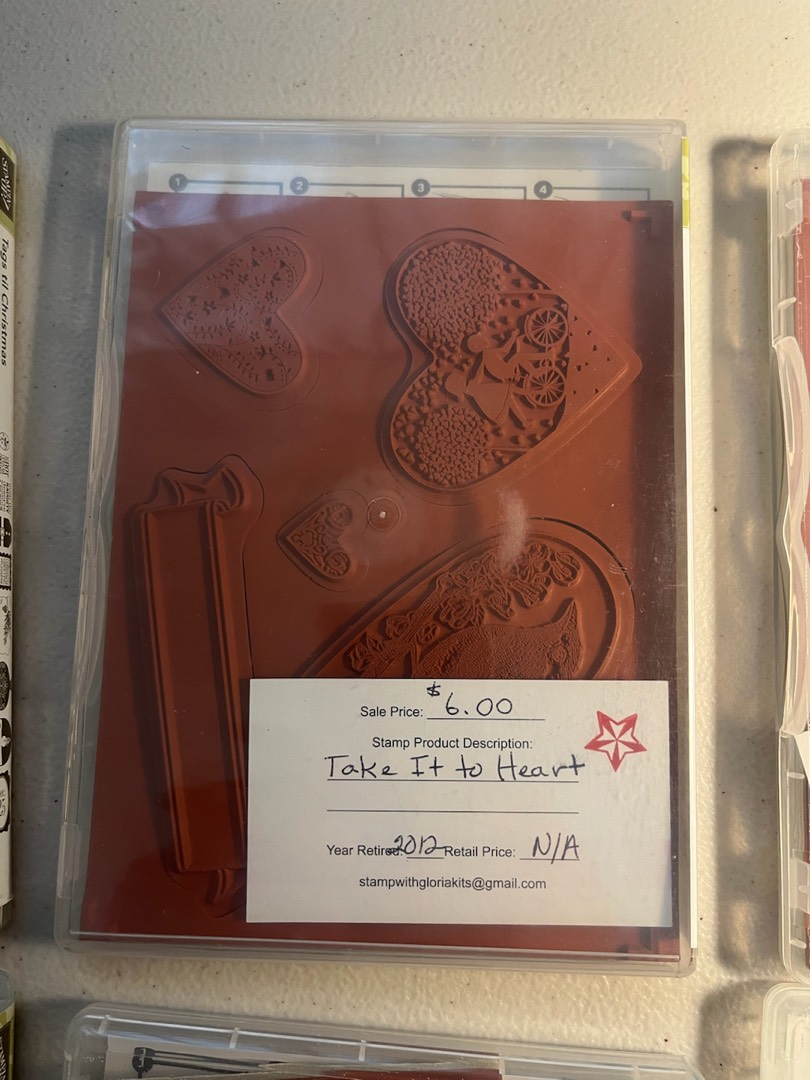 1 2 3 4
Tags til Christmas
Sale Price: $6.00
Stamp Product Description:
Take It to Heart
Year Retired: 2012 Retail Price: N/A
stampwithgloriakits@gmail.com